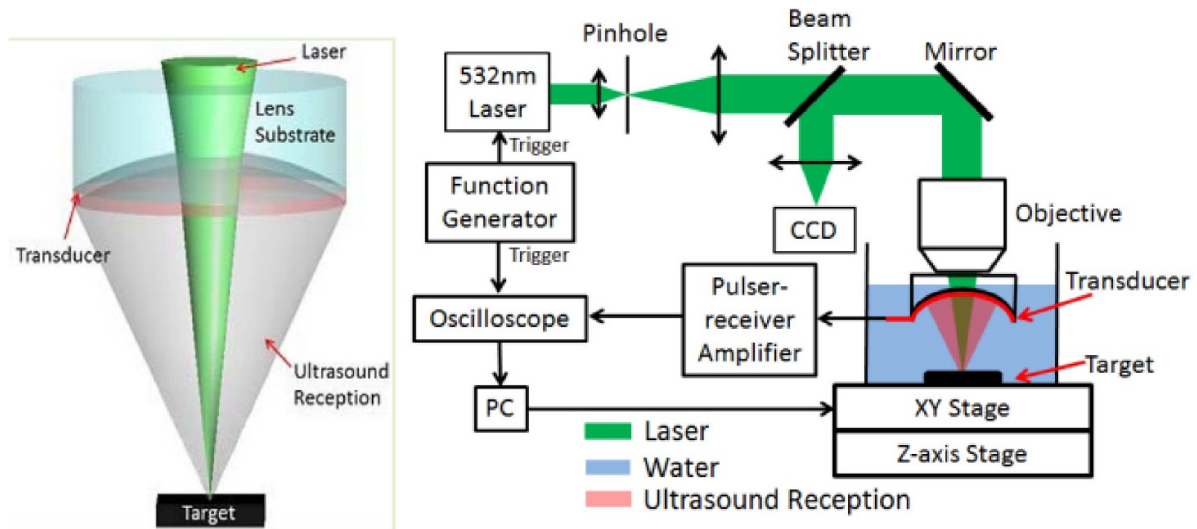 Laser
Lens
Substrate
Transducer
Ultrasound
Reception
Target
Pinhole
Beam
Splitter
Mirror
532nm
Laser
Trigger
Function
Generator
Trigger
CCD
Objective
Transducer
Oscilloscope
Pulser-
receiver
Amplifier
Target
PC
XY Stage
Z-axis Stage
Laser
Water
Ultrasound Reception